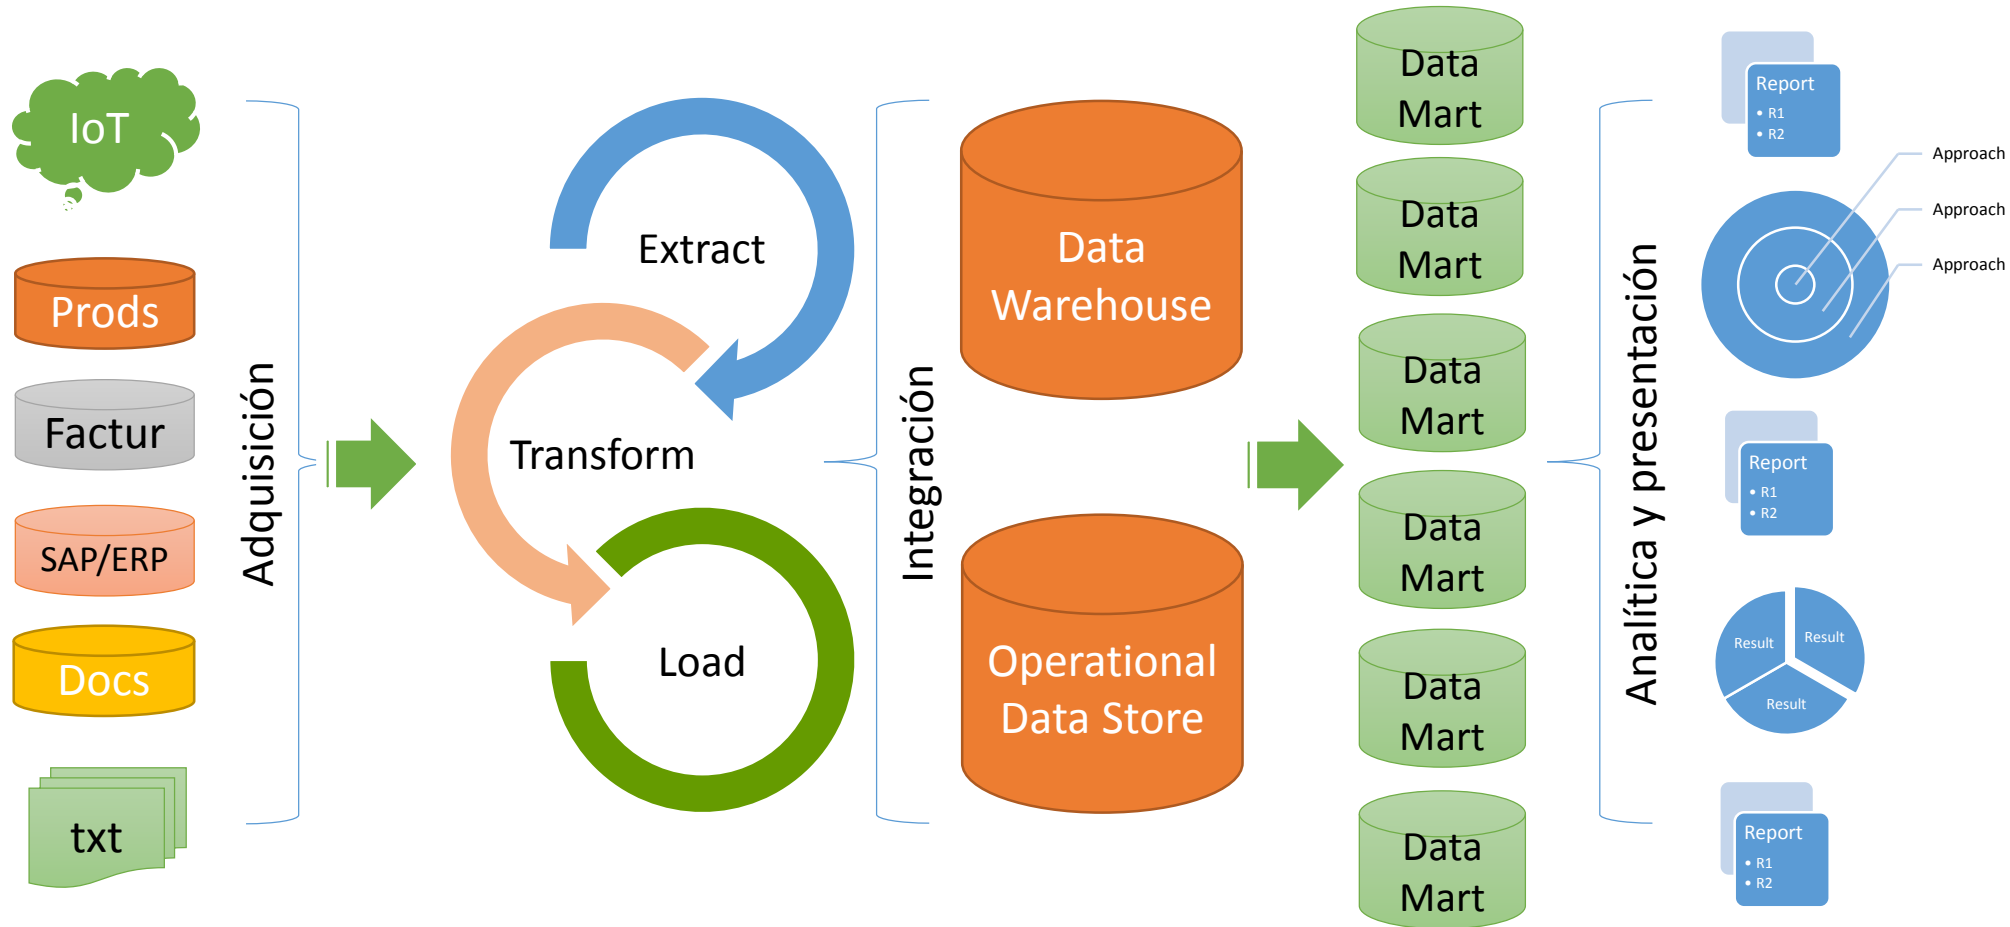 IoT
Prods
Factur
SAP/ERP
Docs
txt
Adquisición
Extract
Transform
Load
Integración
Data
Warehouse
Operational
Data Store
Data
Mart
Data
Mart
Data
Mart
Data
Mart
Data
Mart
Data
Mart
Analítica y presentación
Report
• R1
• R2
Approach
Approach
Approach
Report
• R1
• R2
Result
Result
Result
Report
• R1
• R2